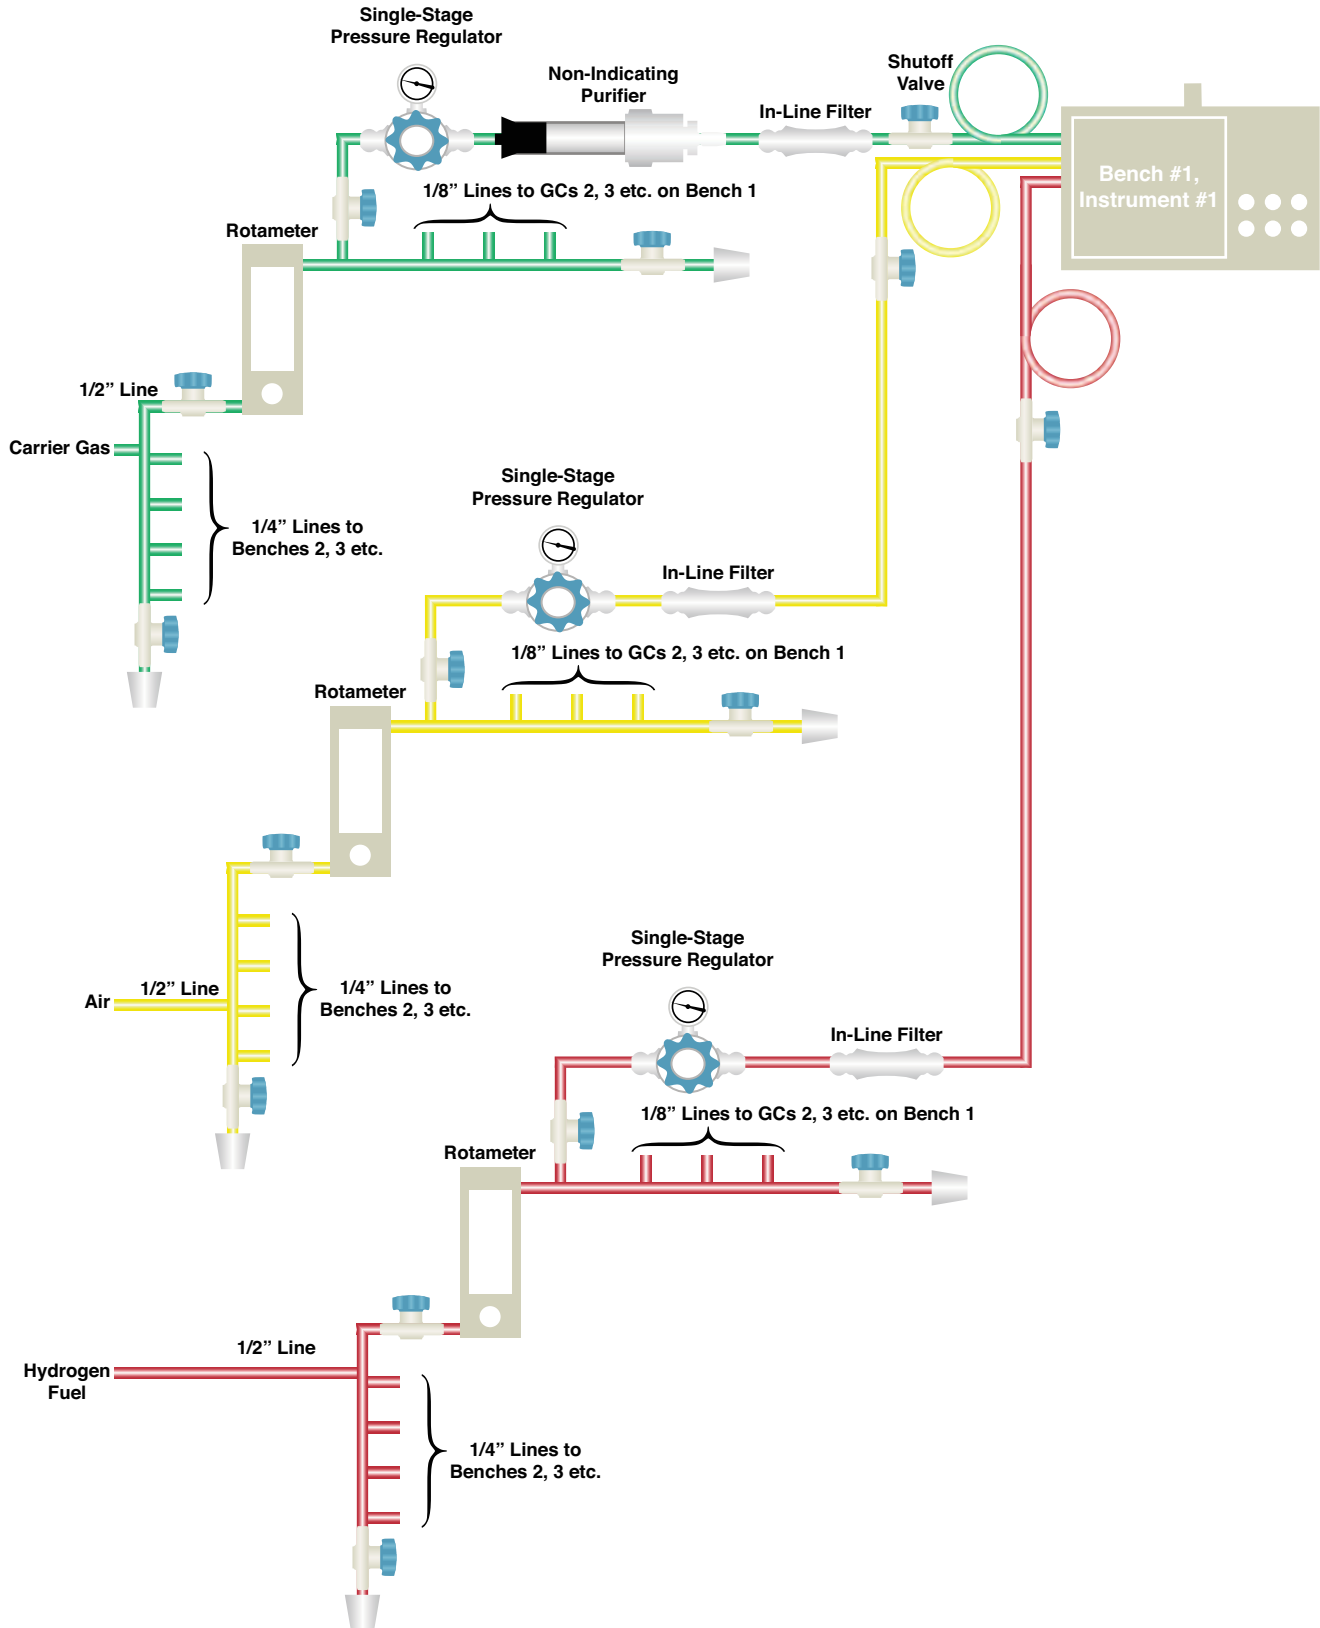 Single-Stage
Pressure Regulator
Non-Indicating
Purifier
Shutoff
Valve
In-Line Filter
Bench #1,
Instrument #1
1/8” Lines to GCs 2, 3 etc. on Bench 1
Rotameter
1/2” Line
Carrier Gas
1/4” Lines to
Benches 2, 3 etc.
Single-Stage
Pressure Regulator
In-Line Filter
1/8” Lines to GCs 2, 3 etc. on Bench 1
Rotameter
1/2” Line
Air
1/4” Lines to
Benches 2, 3 etc.
Single-Stage
Pressure Regulator
In-Line Filter
1/8” Lines to GCs 2, 3 etc. on Bench 1
Rotameter
1/2” Line
Hydrogen
Fuel
1/4” Lines to
Benches 2, 3 etc.